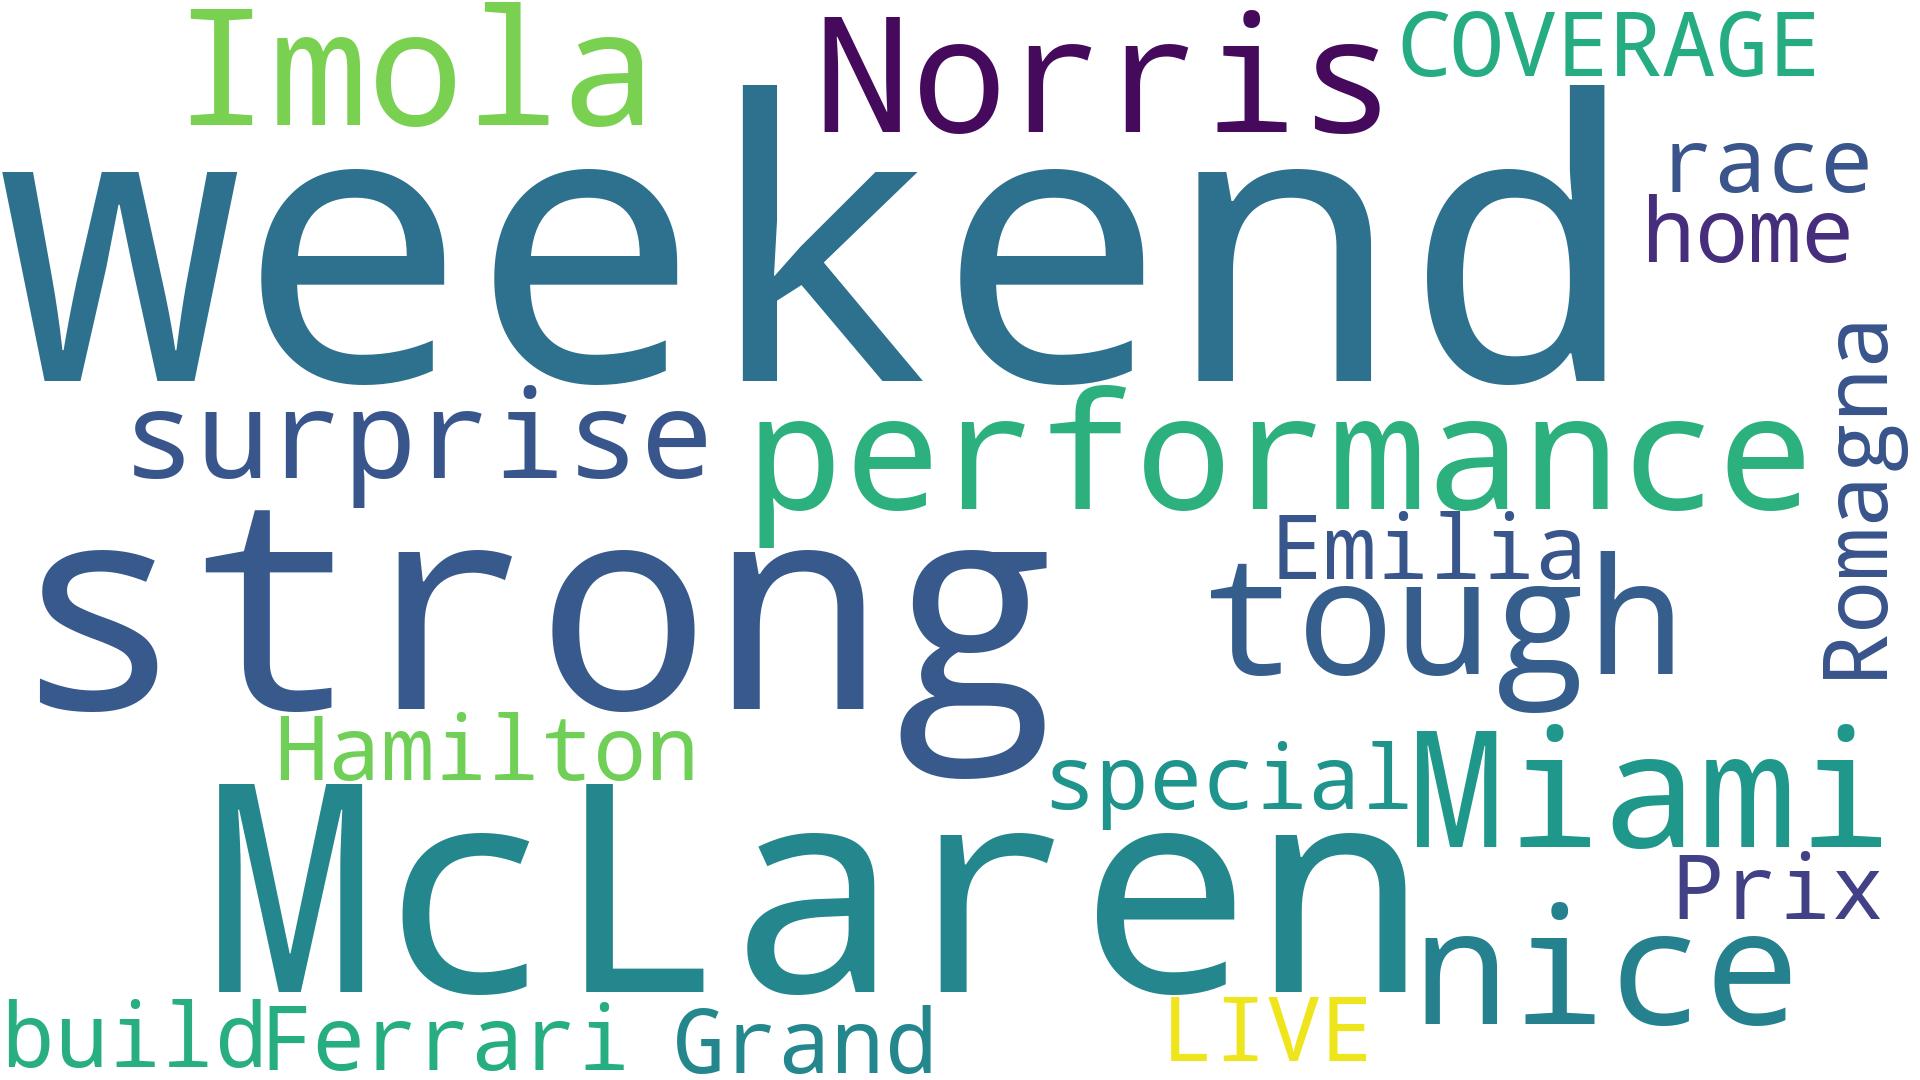 Imola
Norris
COVERAGE
weekend
race
home
surprise
performance
Romagna
strong
Emilia
tough
Hamilton
special
Miami
McLaren
Prix
nice
build
Ferrari
Grand
LIVE